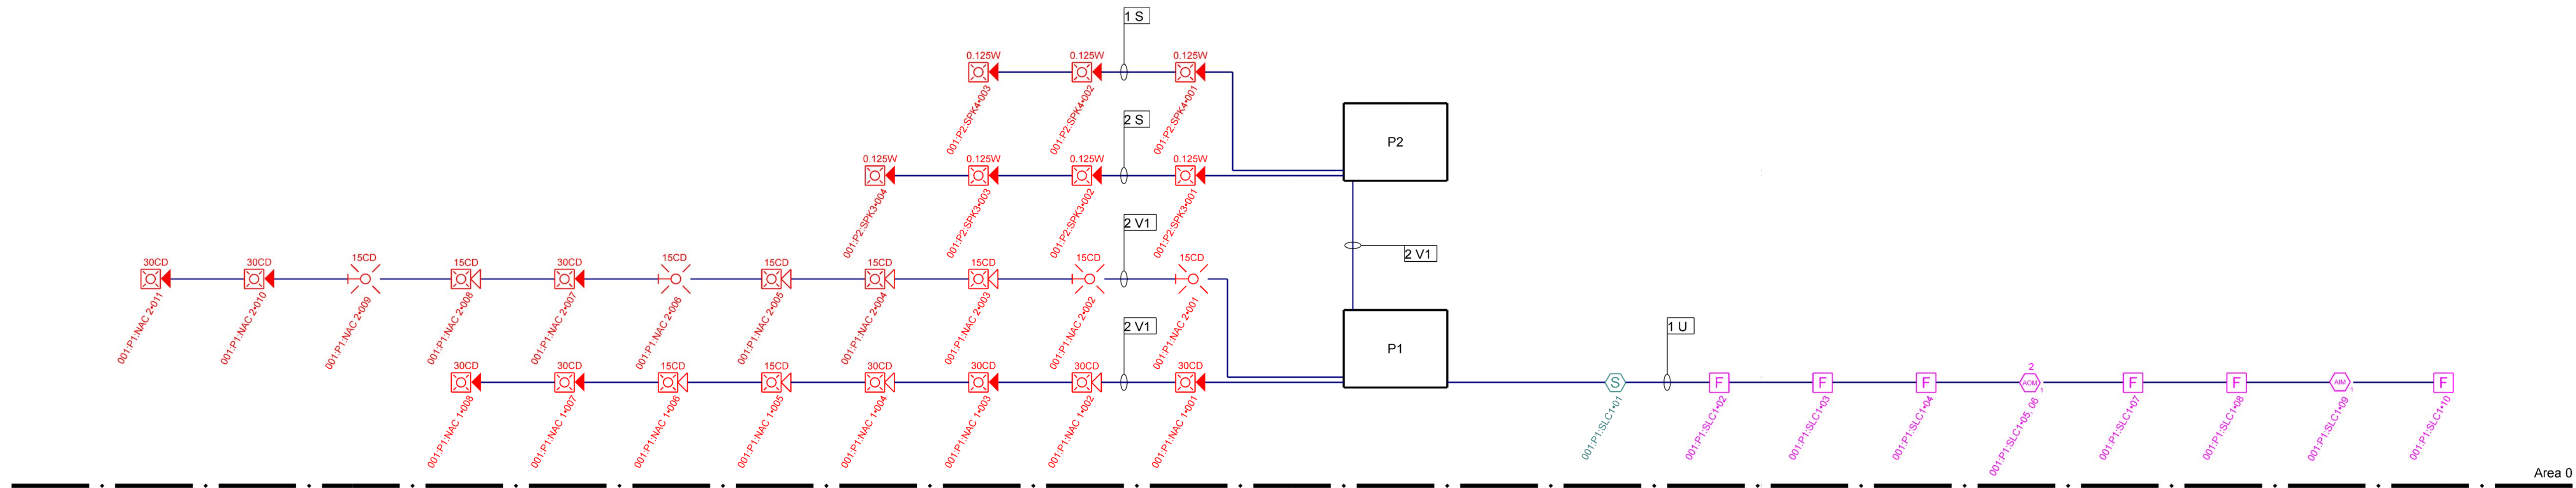 1 S
0.125W
0.125W
0.125W
001:P2:SPK4•003
001:P2:SPK4•002
001:P2:SPK4•001
P2
2 S
0.125W
0.125W
0.125W
0.125W
001:P2:SPK3•004
001:P2:SPK3•003
001:P2:SPK3•002
001:P2:SPK3•001
2 V1
2 V1
30CD
30CD
15CD
15CD
30CD
15CD
15CD
15CD
15CD
15CD
15CD
001:P1:NAC 2•011
001:P1:NAC 2•010
001:P1:NAC 2•009
001:P1:NAC 2•008
001:P1:NAC 2•007
001:P1:NAC 2•006
001:P1:NAC 2•005
001:P1:NAC 2•004
001:P1:NAC 2•003
001:P1:NAC 2•002
001:P1:NAC 2•001
P1
2 V1
1 U
30CD
30CD
15CD
15CD
30CD
30CD
30CD
30CD
2
S
F
F
F
AOM
1
F
F
AIM
1
F
001:P1:NAC 1•008
001:P1:NAC 1•007
001:P1:NAC 1•006
001:P1:NAC 1•005
001:P1:NAC 1•004
001:P1:NAC 1•003
001:P1:NAC 1•002
001:P1:NAC 1•001
001:P1:SLC1•01
001:P1:SLC1•02
001:P1:SLC1•03
001:P1:SLC1•04
001:P1:SLC1•05, 06
001:P1:SLC1•07
001:P1:SLC1•08
001:P1:SLC1•09
001:P1:SLC1•10
Area 0